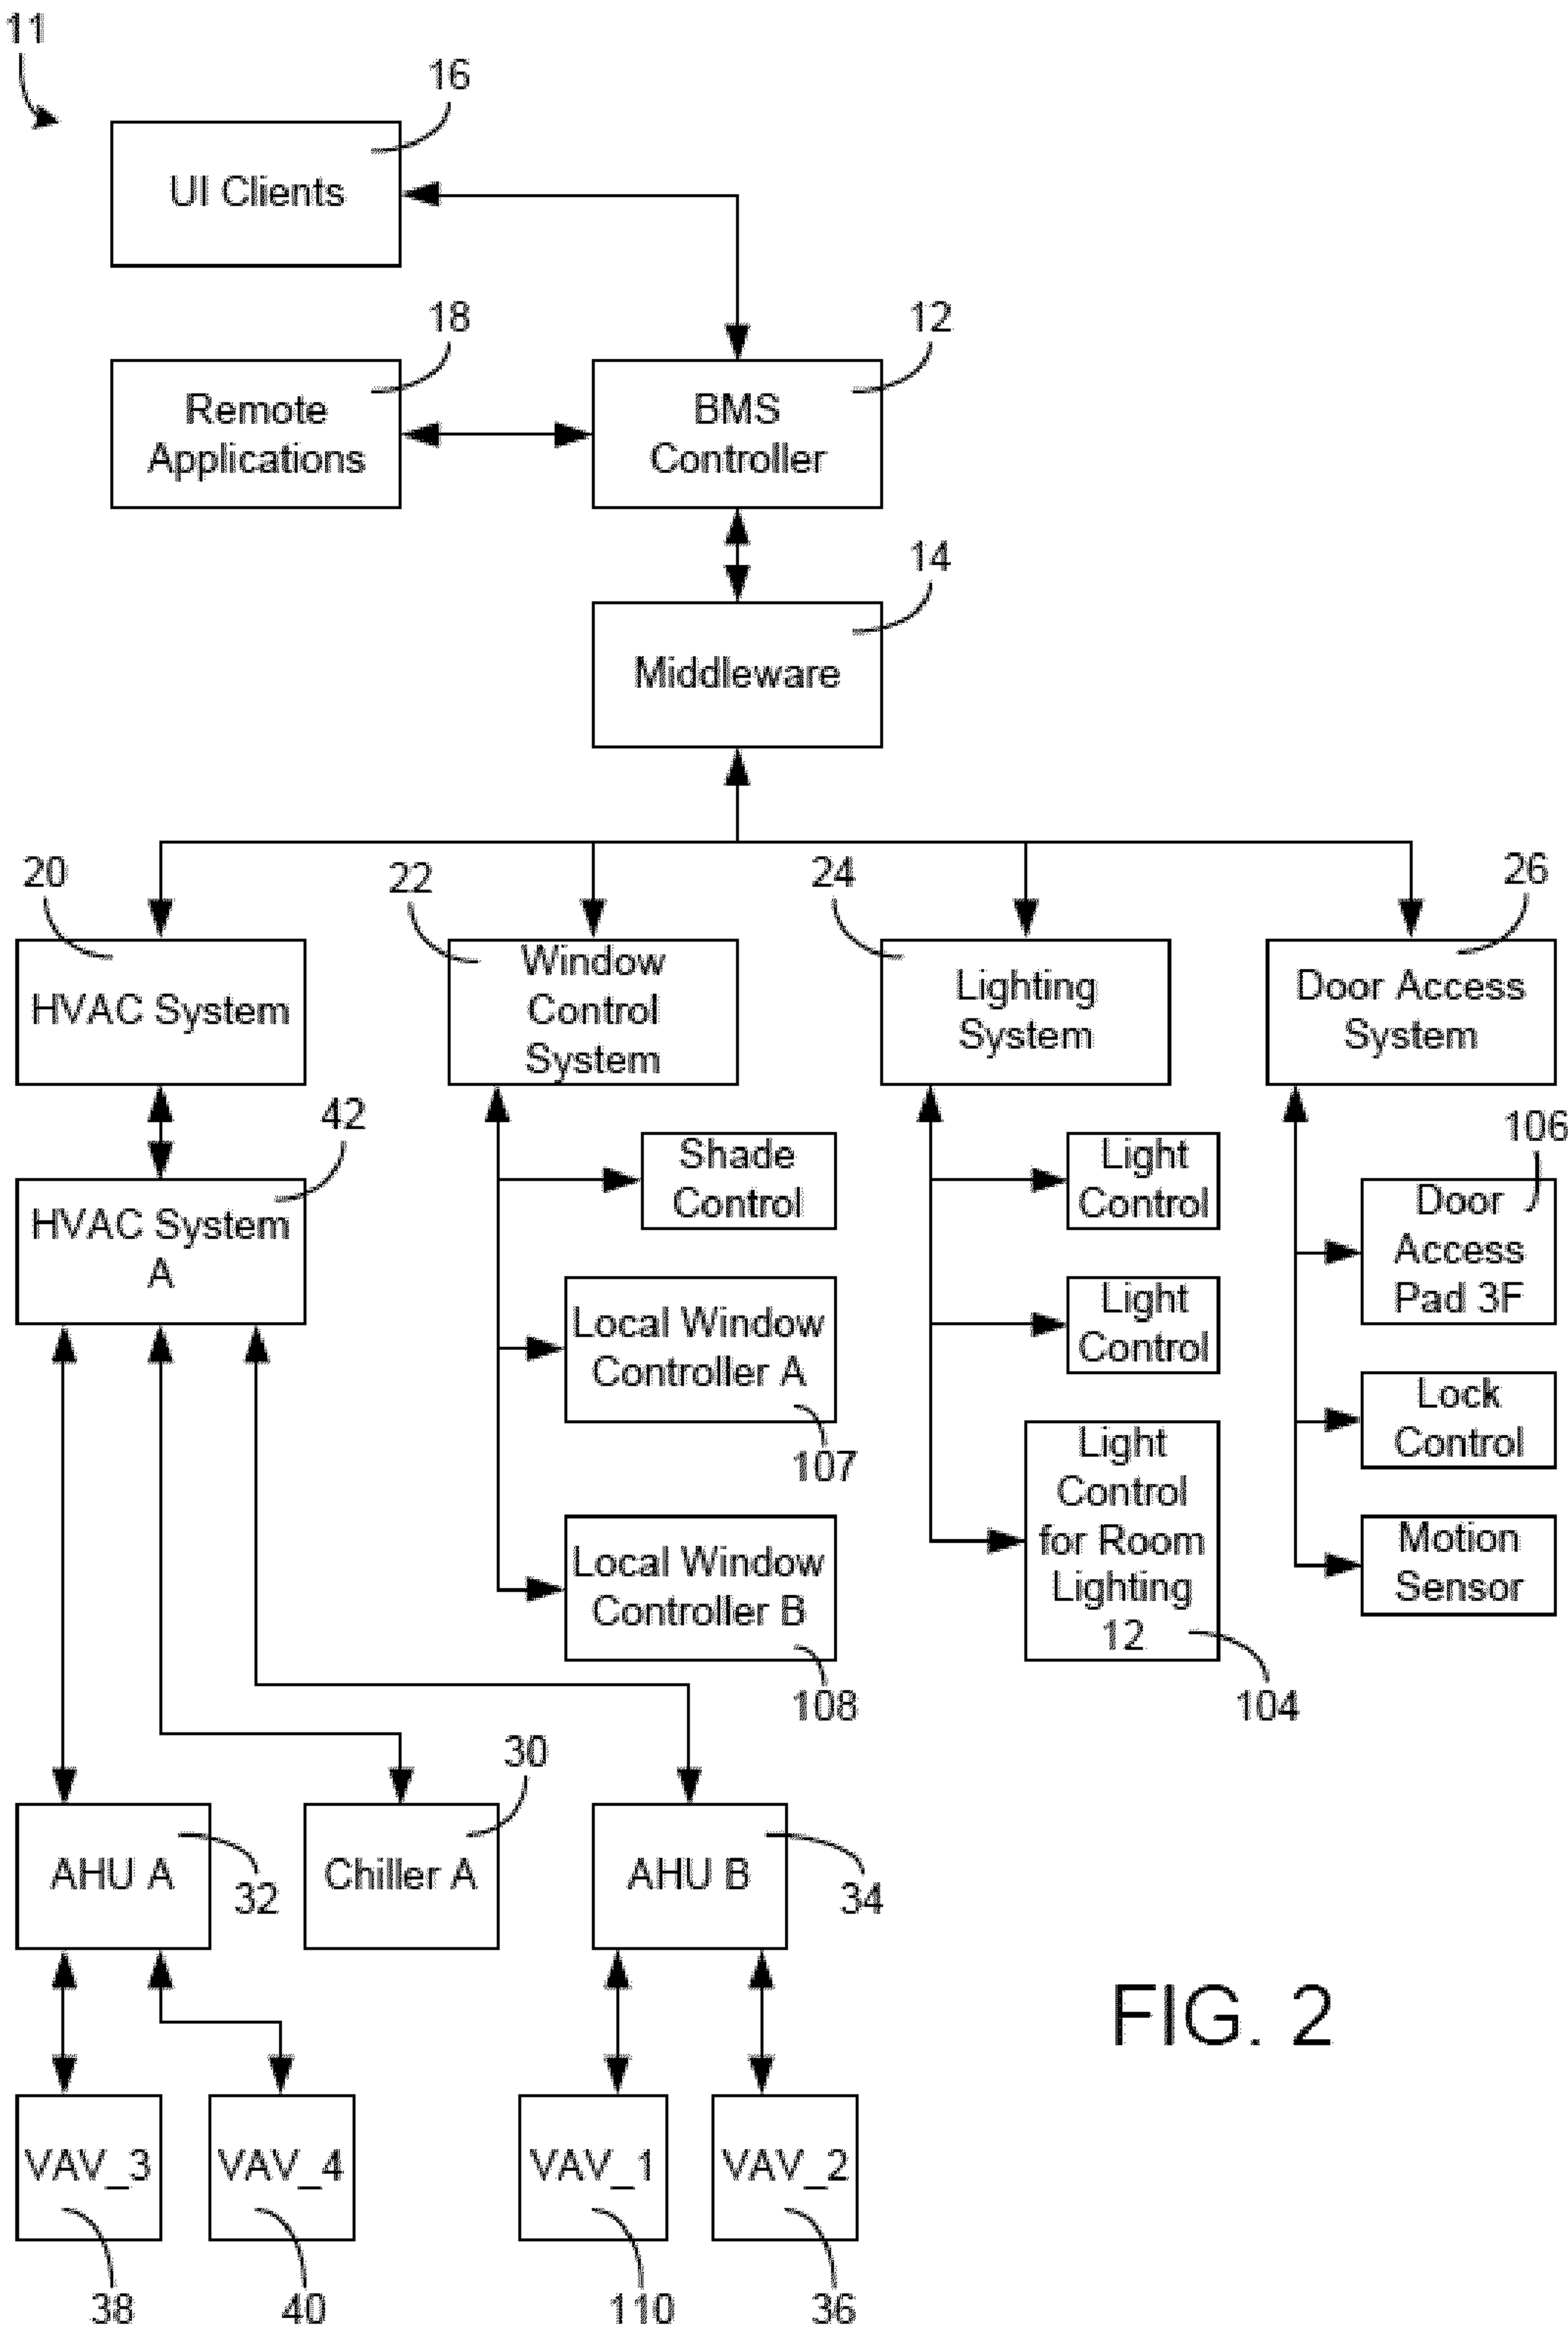 11
16
UI Clients
18
12
Remote
Applications
BMS
Controller
14
Middleware
20
22
24
26
HVAC System
Window
Control
System
Lighting
System
Door Access
System
42
HVAC System
A
Shade
Control
Local Window
Controller A
107
Local Window
Controller B
108
Light
Control
Light
Control
Light
Control
for Room
Lighting
12
104
106
Door
Access
Pad 3F
Lock
Control
Motion
Sensor
30
AHU A
32
Chiller A
AHU B
34
VAV_3
VAV_4
VAV_1
VAV_2
38
40
110
36
FIG. 2